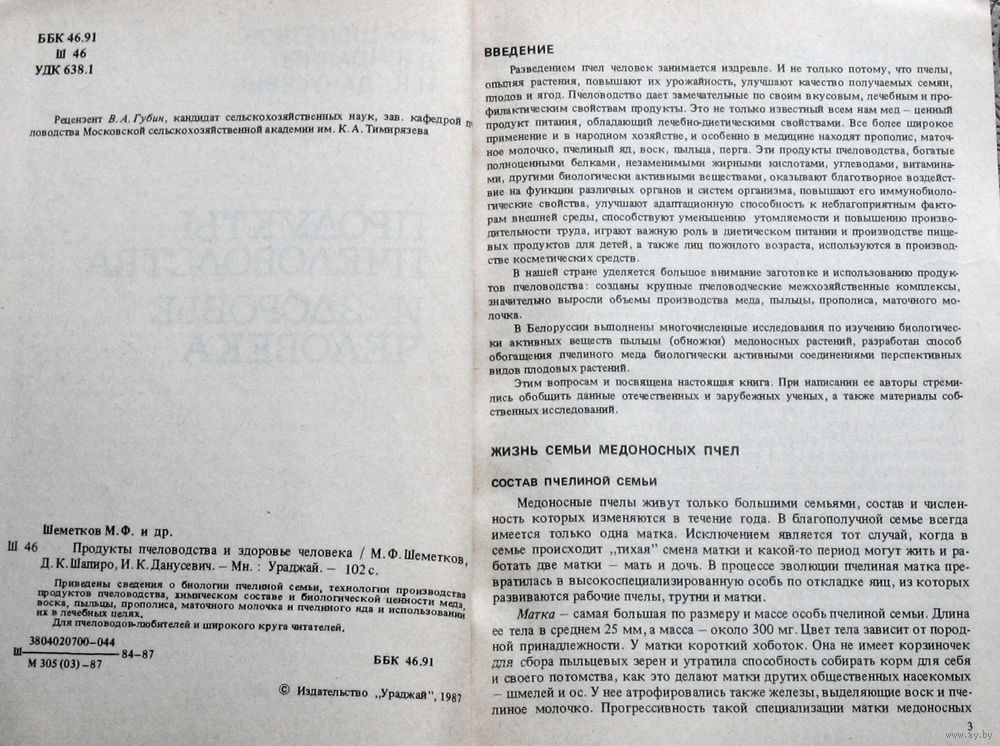 ББК 46.91
Ш 46
УДК 638.1
Рецензент В. А. Губин, кандидат сельскохозяйственных наук, зав. кафедрой п
ловодства Московской сельскохозяйственной академии им. К. А. Тимирязева
Шеметков М. Ф. и др.
Ш 46 Продукты пчеловодства и здоровье человека / М. Ф. Шеметков,
Д. К. Шапиро, И. К. Данусевич. – Мн. : Ураджай. – 102 с.
Приведены сведения о биологии пчелиной семьи, технологии производства
продуктов пчеловодства, химическом составе и биологической ценности меда,
воска, пыльцы, прополиса, маточного молочка и пчелиного яда и использовании
их в лечебных целях.
Для пчеловодов-любителей и широкого круга читателей.
3804020700–044
Ш 84–87
М 305 (03) –87
ББК 46.91
© Издательство „Ураджай", 1987
ВВЕДЕНИЕ
Разведением пчел человек занимается издревле. И не только потому, что пчелы,
опыляя растения, повышают их урожайность, улучшают качество получаемых семян,
плодов и ягод. Пчеловодство дает замечательные по своим вкусовым, лечебным и про-
филактическим свойствам продукты. Это не только известный всем нам мед – ценный
продукт питания, обладающий лечебно-диетическими свойствами. Все более широкое
применение и в народном хозяйстве, и особенно в медицине находят прополис, маточ-
ное молочко, пчелиный яд, воск, пыльца, перга. Эти продукты пчеловодства, богатые
полноценными белками, незаменимыми жирными кислотами, углеводами, витамина-
ми, другими биологически активными веществами, оказывают благотворное воздейст-
вие на функции различных органов и систем организма, повышают его иммунобиоло-
гические свойства, улучшают адаптационную способность к неблагоприятным факто-
рам внешней среды, способствуют уменьшению утомляемости и повышению произво-
дительности труда, играют важную роль в диетическом питании и производстве пище-
вых продуктов для детей, а также лиц пожилого возраста, используются в производ-
стве косметических средств.
В нашей стране уделяется большое внимание заготовке и использованию продук-
тов пчеловодства: созданы крупные пчеловодческие межхозяйственные комплексы,
значительно выросли объемы производства меда, пыльцы, прополиса, маточного мо-
лочка.
В Белоруссии выполнены многочисленные исследования по изучению биологичес-
ки активных веществ пыльцы (обножки) медоносных растений, разработан способ
обогащения пчелиного меда биологически активными соединениями перспективных
видов плодовых растений.
Этим вопросам и посвящена настоящая книга. При написании ее авторы стреми-
лись обобщить данные отечественных и зарубежных ученых, а также материалы соб-
ственных исследований.
ЖИЗНЬ СЕМЬИ МЕДОНОСНЫХ ПЧЕЛ
СОСТАВ ПЧЕЛИНОЙ СЕМЬИ
Медоносные пчелы живут только большими семьями, состав и числен-
ность которых изменяются в течение года. В благополучной семье всегда
имеется только одна матка. Исключением является тот случай, когда в
семье происходит „тихая" смена матки и какой-то период могут жить и ра-
ботать две матки – мать и дочь. В процессе эволюции пчелиная матка пре-
вратилась в высокоспециализированную особь по откладке яиц, из которых
развиваются рабочие пчелы, трутни и матки.
Матка – самая большая по размеру и массе особь пчелиной семьи. Длина
ее тела в среднем 25 мм, а масса – около 300 мг. Цвет тела зависит от пород-
ной принадлежности. У матки короткий хоботок. Она не имеет корзиночек
для сбора пыльцевых зерен и утратила способность собирать корм для себя
и своего потомства, как это делают матки других общественных насекомых
– шмелей и ос. У нее атрофировались также железы, выделяющие воск и пче-
линое молочко. Прогрессивность такой специализации матки медоносных
3
www.ay.by